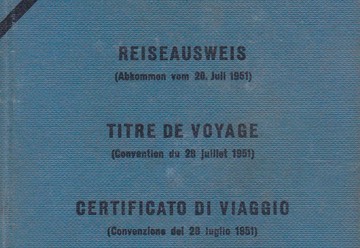 REISEAUSWEIS
(Abkommen vom 28. Juli 1951)
TITRE DE VOYAGE
(Convention du 28 juillet 1951)
CERTIFICATO DI VIAGGIO
(Convenzione del 28 luglio 1951)